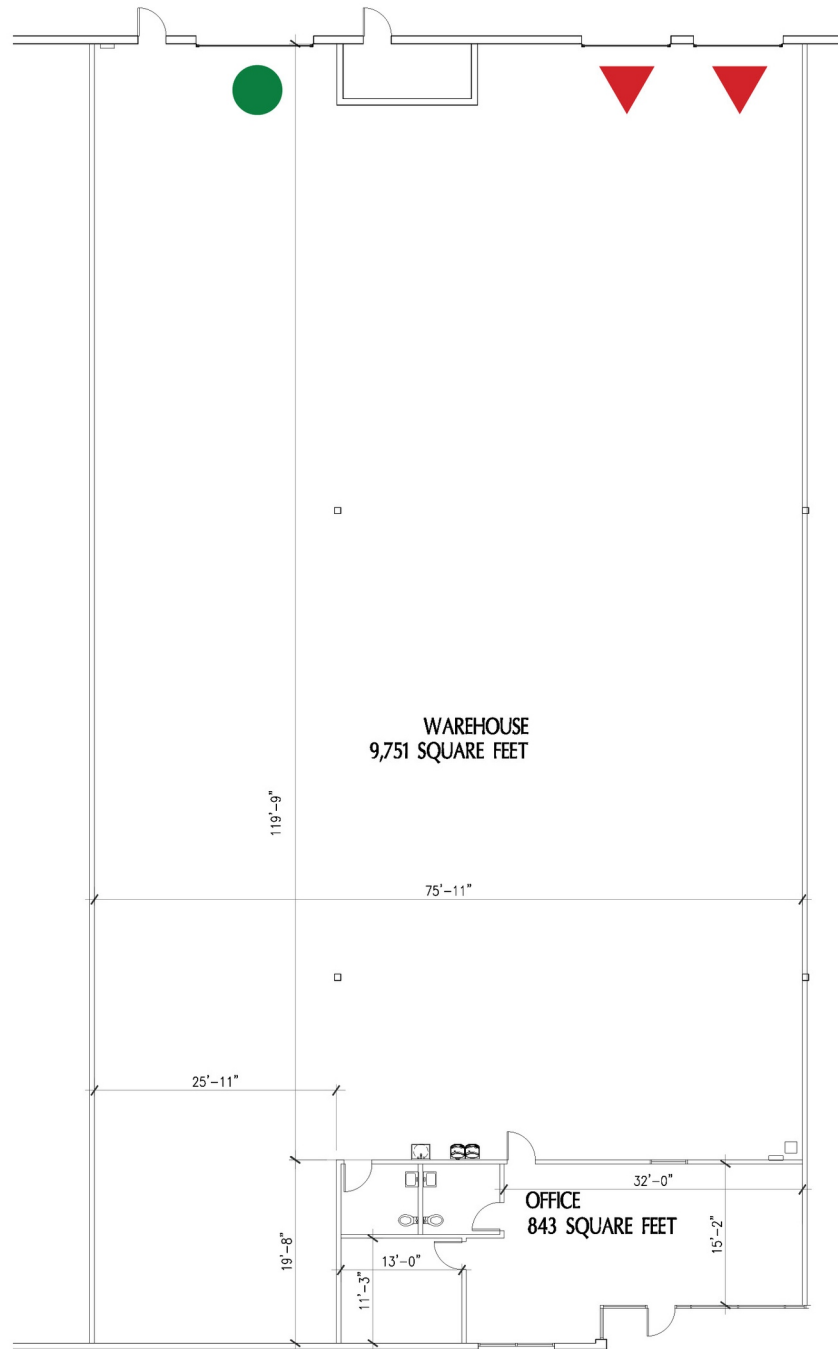 WAREHOUSE
9,751 SQUARE FEET
119'-9"
75'-11"
25'-11"
32'-0"
OFFICE
843 SQUARE FEET
15'-2"
19'-8"
13'-0"
11'-3"